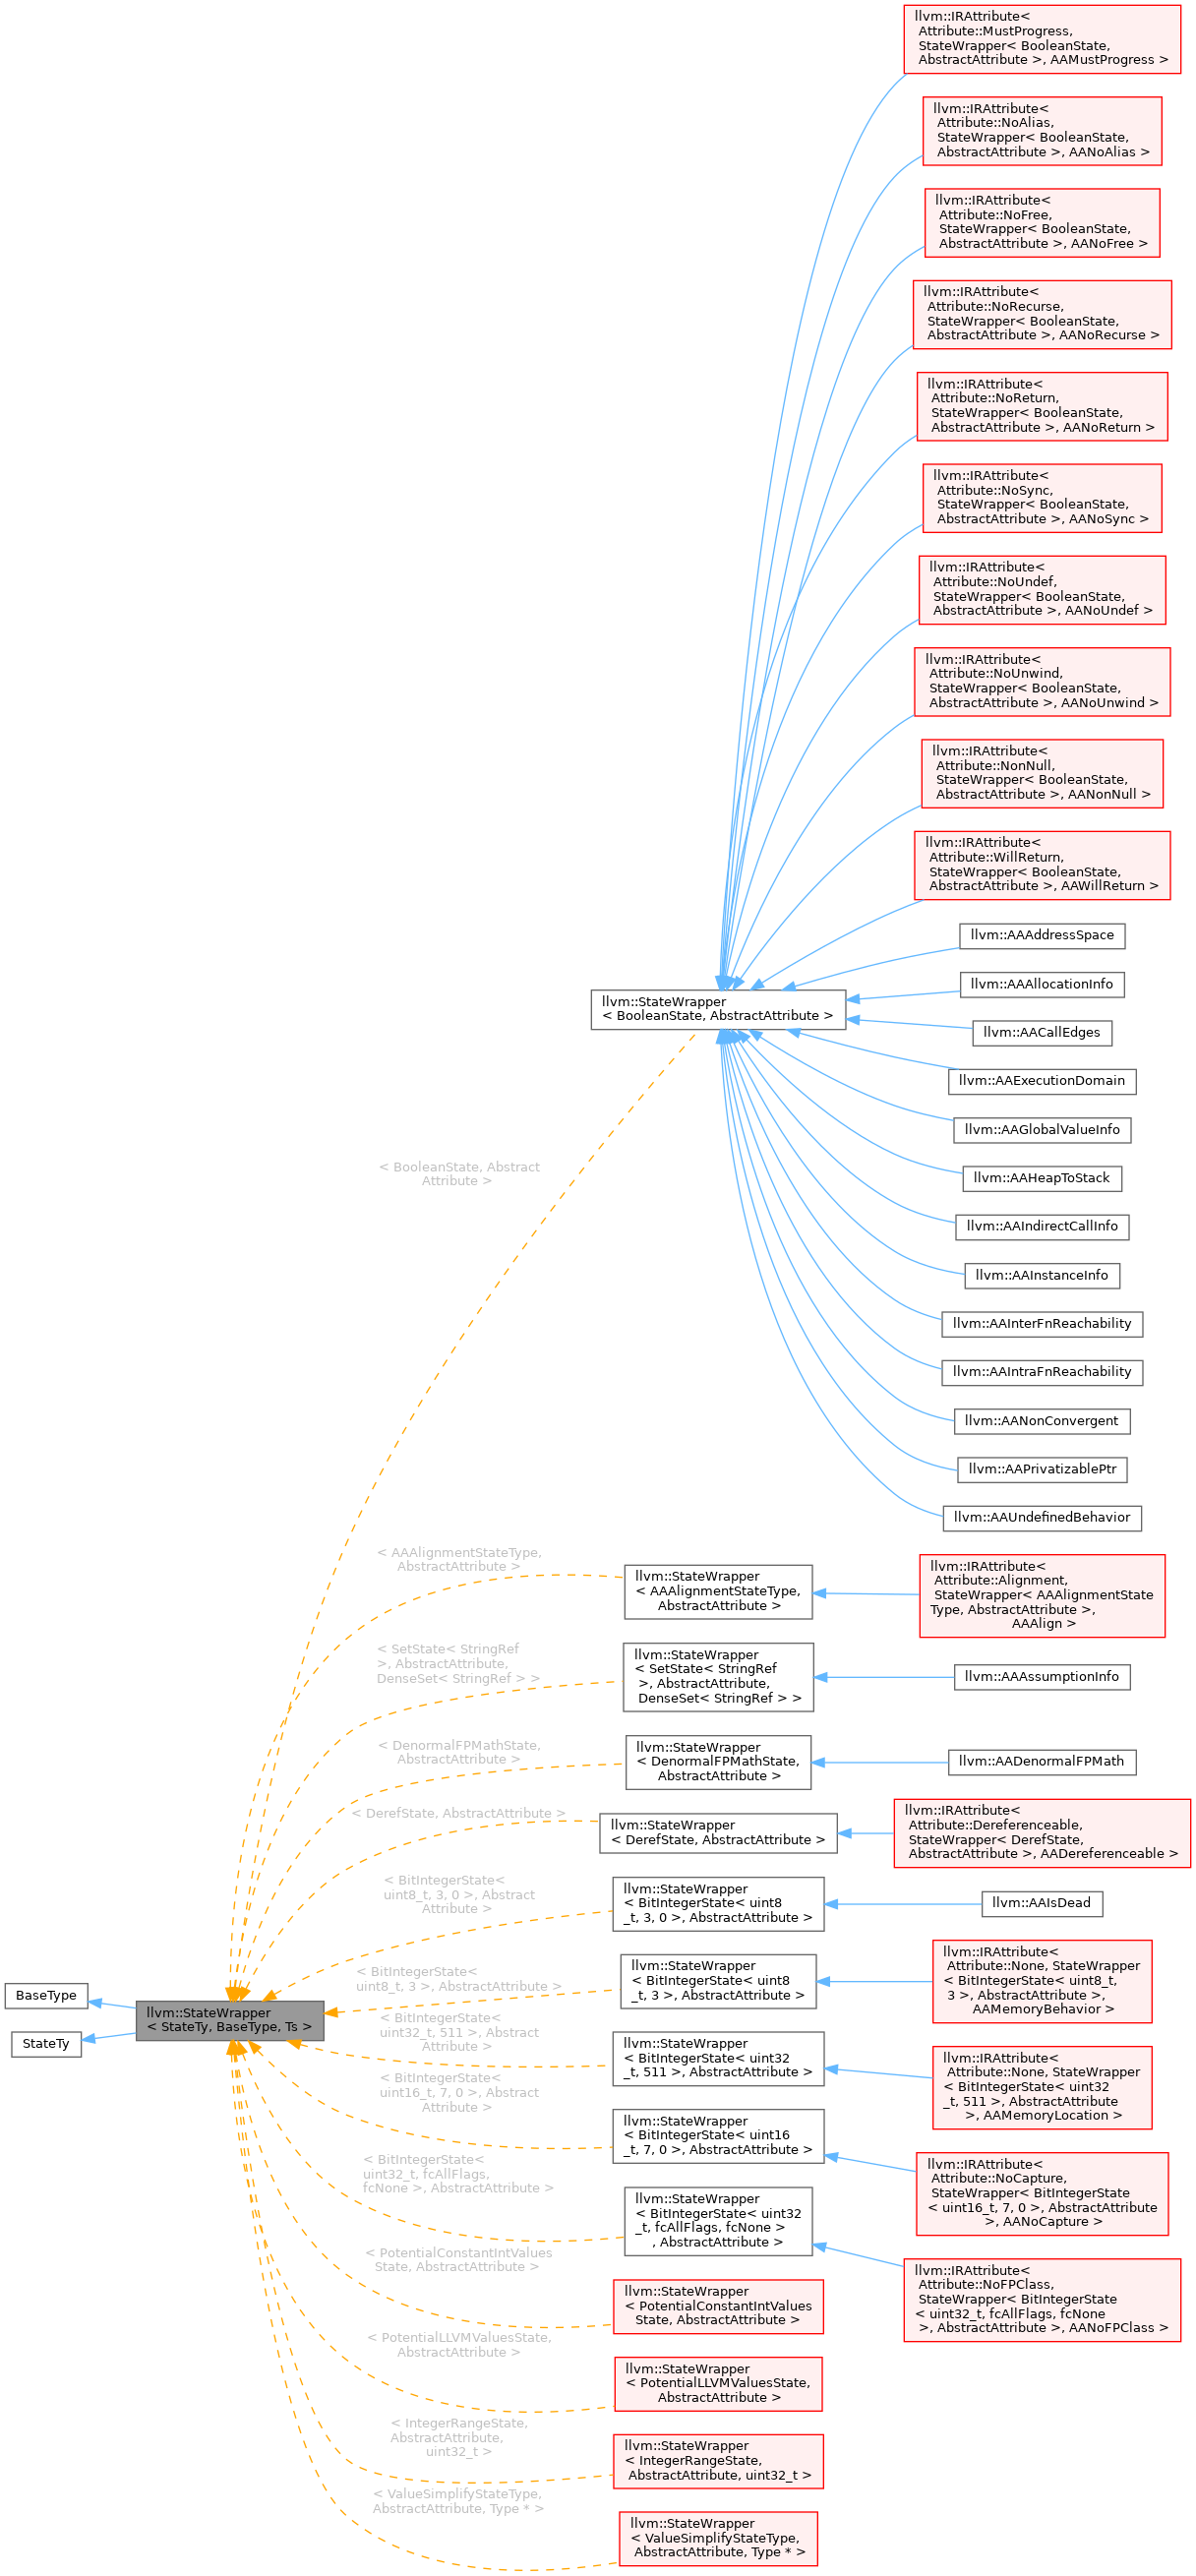 llvm::IRAttribute<
Attribute::MustProgress,
StateWrapper< BooleanState,
AbstractAttribute >, AAMustProgress >
llvm::IRAttribute<
Attribute::NoAlias,
StateWrapper< BooleanState,
AbstractAttribute >, AANoAlias >
llvm::IRAttribute<
Attribute::NoFree,
StateWrapper< BooleanState,
AbstractAttribute >, AANoFree >
llvm::IRAttribute<
Attribute::NoRecurse,
StateWrapper< BooleanState,
AbstractAttribute >, AANoRecurse >
llvm::IRAttribute<
Attribute::NoReturn,
StateWrapper< BooleanState,
AbstractAttribute >, AANoReturn >
llvm::IRAttribute<
Attribute::NoSync,
StateWrapper< BooleanState,
AbstractAttribute >, AANoSync >
llvm::IRAttribute<
Attribute::NoUndef,
StateWrapper< BooleanState,
AbstractAttribute >, AANoUndef >
llvm::IRAttribute<
Attribute::NoUnwind,
StateWrapper< BooleanState,
AbstractAttribute >, AANoUnwind >
llvm::IRAttribute<
Attribute::NonNull,
StateWrapper< BooleanState,
AbstractAttribute >, AANonNull >
llvm::IRAttribute<
Attribute::WillReturn,
StateWrapper< BooleanState,
AbstractAttribute >, AAWillReturn >
llvm::AAAddressSpace
llvm::AAAllocationInfo
llvm::StateWrapper
< BooleanState, AbstractAttribute >
llvm::AACallEdges
llvm::AAExecutionDomain
llvm::AAGlobalValueInfo
llvm::AAHeapToStack
< BooleanState, Abstract
Attribute >
llvm::AAIndirectCallInfo
llvm::AAInstanceInfo
llvm::AAInterFnReachability
llvm::AAIntraFnReachability
llvm::AANonConvergent
llvm::AAPrivatizablePtr
llvm::AAUndefinedBehavior
< AAAlignmentStateType,
AbstractAttribute >
llvm::StateWrapper
< AAAlignmentStateType,
AbstractAttribute >
llvm::IRAttribute<
Attribute::Alignment,
StateWrapper< AAAlignmentState
Type, AbstractAttribute >,
AAAlign >
< SetState< StringRef
>, AbstractAttribute,
DenseSet< StringRef > >
llvm::StateWrapper
< SetState< StringRef
>, AbstractAttribute,
DenseSet< StringRef > >
llvm::AAAssumptionInfo
< DenormalFPMathState,
AbstractAttribute >
llvm::StateWrapper
< DenormalFPMathState,
AbstractAttribute >
llvm::AADenormalFPMath
< DerefState, AbstractAttribute >
llvm::StateWrapper
< DerefState, AbstractAttribute >
llvm::IRAttribute<
Attribute::Dereferenceable,
StateWrapper< DerefState,
AbstractAttribute >, AADereferenceable >
< BitIntegerState<
uint8_t, 3, 0 >, Abstract
Attribute >
llvm::StateWrapper
< BitIntegerState< uint8
_t, 3, 0 >, AbstractAttribute >
llvm::AAIsDead
< BitIntegerState<
uint8_t, 3 >, AbstractAttribute >
llvm::StateWrapper
< BitIntegerState< uint8
_t, 3 >, AbstractAttribute >
llvm::IRAttribute<
Attribute::None, StateWrapper
< BitIntegerState< uint8_t,
3 >, AbstractAttribute >,
AAMemoryBehavior >
BaseType
StateTy
llvm::StateWrapper
< StateTy, BaseType, Ts >
< BitIntegerState<
uint32_t, 511 >, Abstract
Attribute >
llvm::StateWrapper
< BitIntegerState< uint32
_t, 511 >, AbstractAttribute >
llvm::IRAttribute<
Attribute::None, StateWrapper
< BitIntegerState< uint32
_t, 511 >, AbstractAttribute
>, AAMemoryLocation >
< BitIntegerState<
uint16_t, 7, 0 >, Abstract
Attribute >
llvm::StateWrapper
< BitIntegerState< uint16
_t, 7, 0 >, AbstractAttribute >
llvm::IRAttribute<
Attribute::NoCapture,
StateWrapper< BitIntegerState
< uint16_t, 7, 0 >, AbstractAttribute
>, AANoCapture >
< BitIntegerState<
uint32_t, fcAllFlags,
fcNone >, AbstractAttribute >
llvm::StateWrapper
< BitIntegerState< uint32
_t, fcAllFlags, fcNone >
, AbstractAttribute >
llvm::IRAttribute<
Attribute::NoFPClass,
StateWrapper< BitIntegerState
< uint32_t, fcAllFlags, fcNone
>, AbstractAttribute >, AANoFPClass >
< PotentialConstantIntValues
State, AbstractAttribute >
llvm::StateWrapper
< PotentialConstantIntValues
State, AbstractAttribute >
< PotentialLLVMValuesState,
AbstractAttribute >
llvm::StateWrapper
< PotentialLLVMValuesState,
AbstractAttribute >
< IntegerRangeState,
AbstractAttribute,
uint32_t >
llvm::StateWrapper
< IntegerRangeState,
AbstractAttribute, uint32_t >
< ValueSimplifyStateType,
AbstractAttribute, Type * >
llvm::StateWrapper
< ValueSimplifyStateType,
AbstractAttribute, Type * >